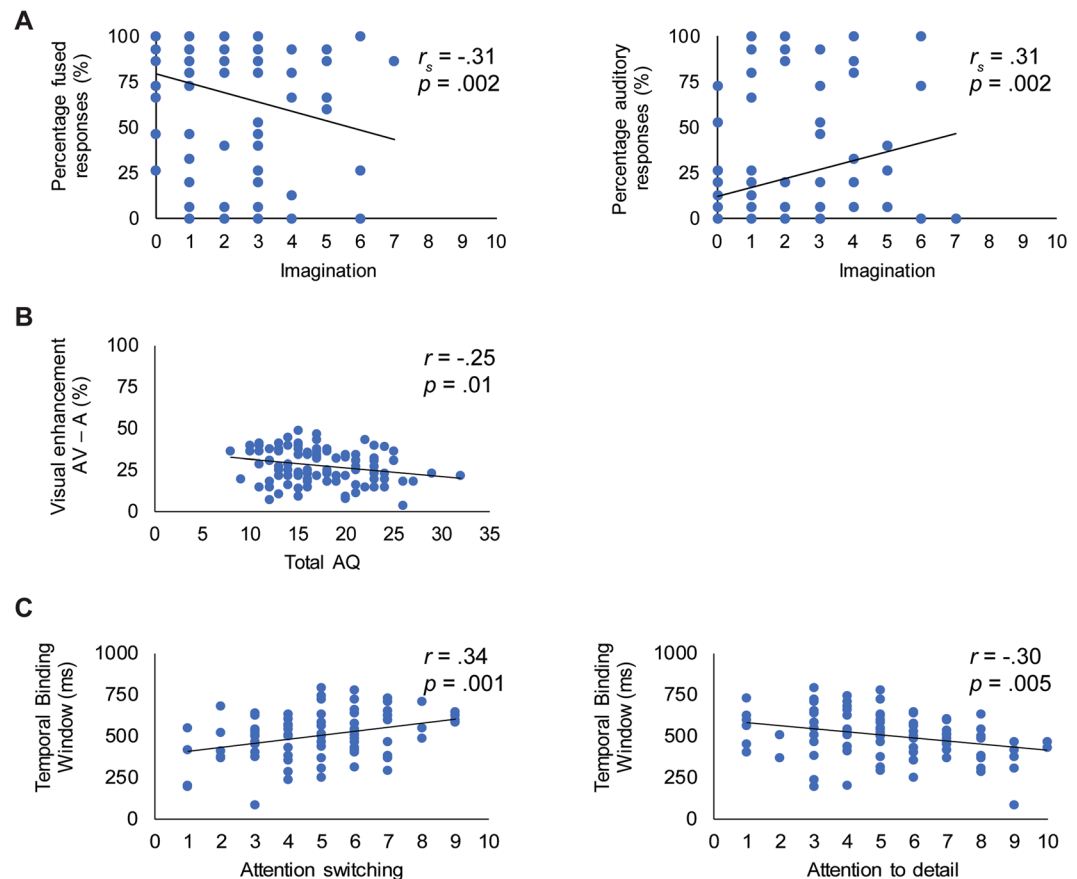 A
Percentage fused
responses (%)
100
75
50
25
0
r_s = -.31
p = .002
0 1 2 3 4 5 6 7 8 9 10
Imagination
Percentage auditory
responses (%)
100
75
50
25
0
r_s = .31
p = .002
0 1 2 3 4 5 6 7 8 9 10
Imagination
B
Visual enhancement
AV – A (%)
100
75
50
25
0
r = -.25
p = .01
0 5 10 15 20 25 30 35
Total AQ
C
Temporal Binding
Window (ms)
1000
750
500
250
0
r = .34
p = .001
0 1 2 3 4 5 6 7 8 9 10
Attention switching
Temporal Binding
Window (ms)
1000
750
500
250
0
r = -.30
p = .005
0 1 2 3 4 5 6 7 8 9 10
Attention to detail